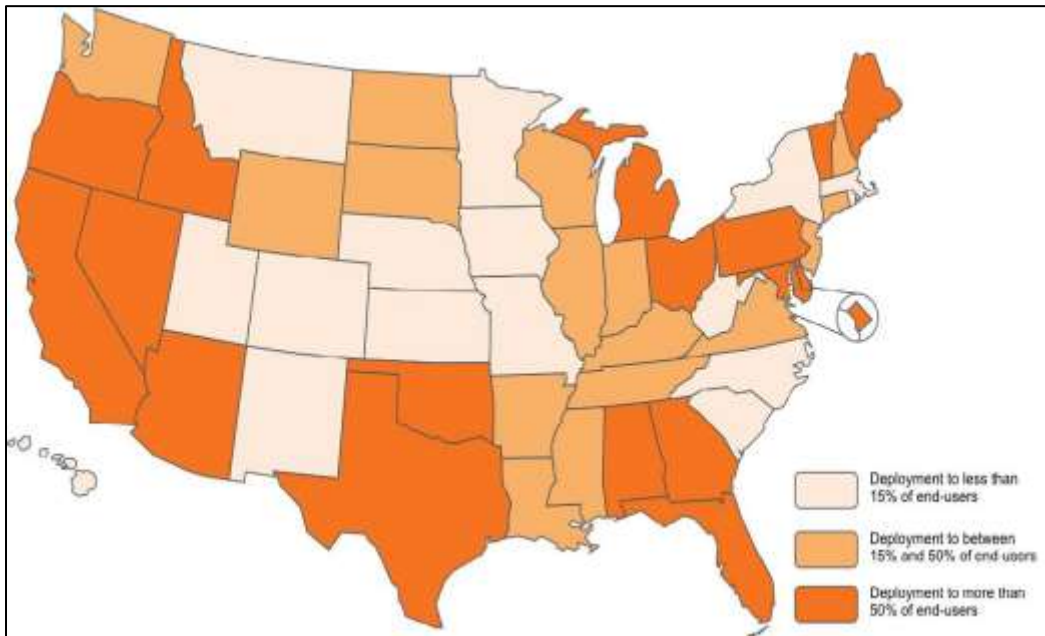 Deployment to less than
15% of end-users
Deployment to between
15% and 50% of end users
Deployment to more than
50% of end-users